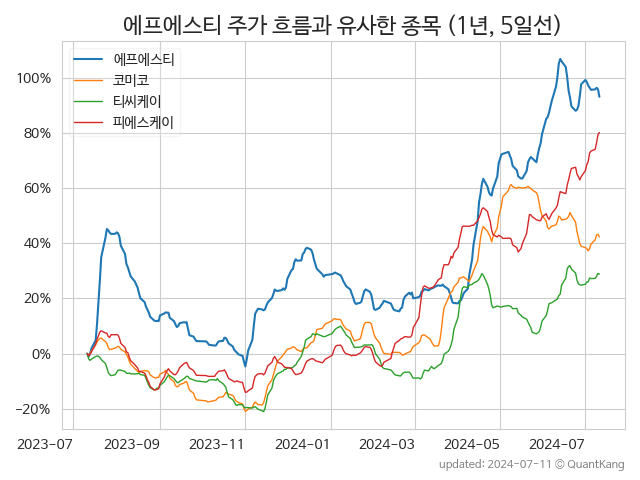 에프에스티 주가 흐름과 유사한 종목 (1년, 5일선)
에프에스티
코미코
티씨케이
피에스케이
100%
80%
60%
40%
20%
0%
−20%
2023-07
2023-09
2023-11
2024-01
2024-03
2024-05
2024-07
updated: 2024-07-11 © QuantKang